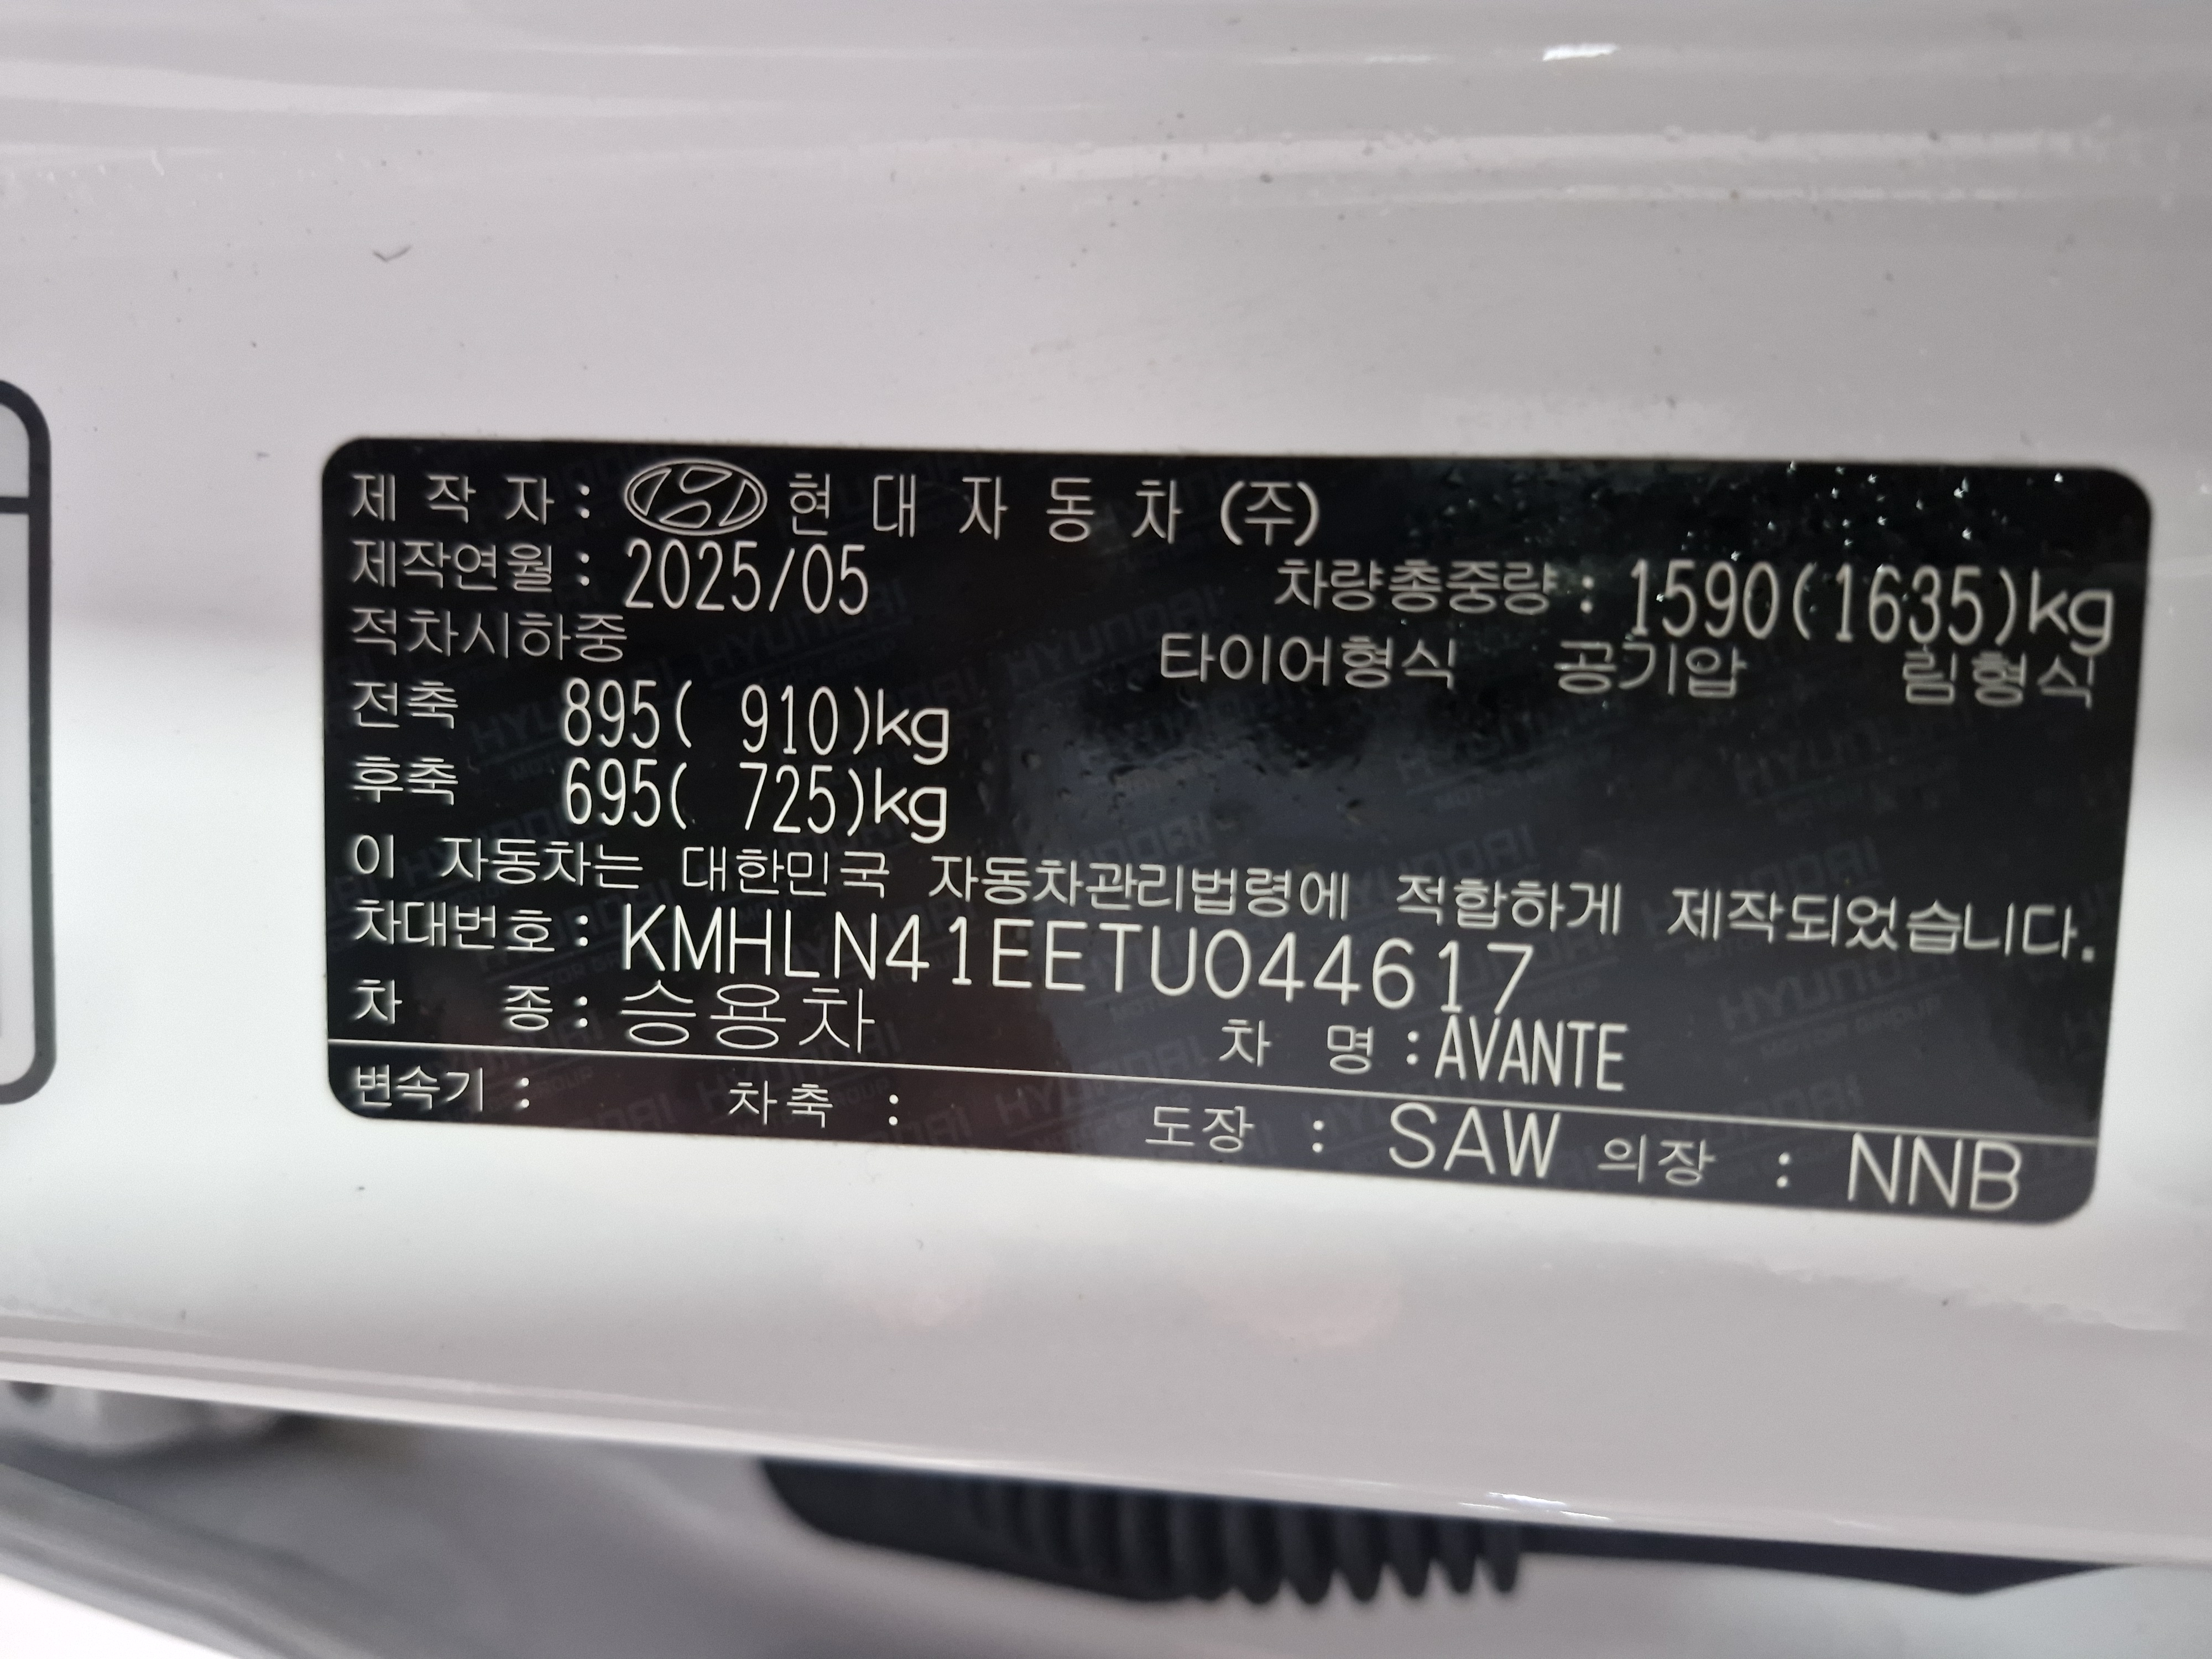 제 작 자 : 현 대 자 동 차 (주)
제작연월 : 2025/05 차량총중량 : 1590(1635)kg
적차시하중 타이어형식 공기압 림형식
전축 895( 910)kg
후축 695( 725)kg
이 자동차는 대한민국 자동차관리법령에 적합하게 제작되었습니다.
차대번호 : KMHLN41EETU044617
차 종 : 승용차 차 명 : AVANTE
변속기 : 차축 : 도장 : SAW 의장 : NNB